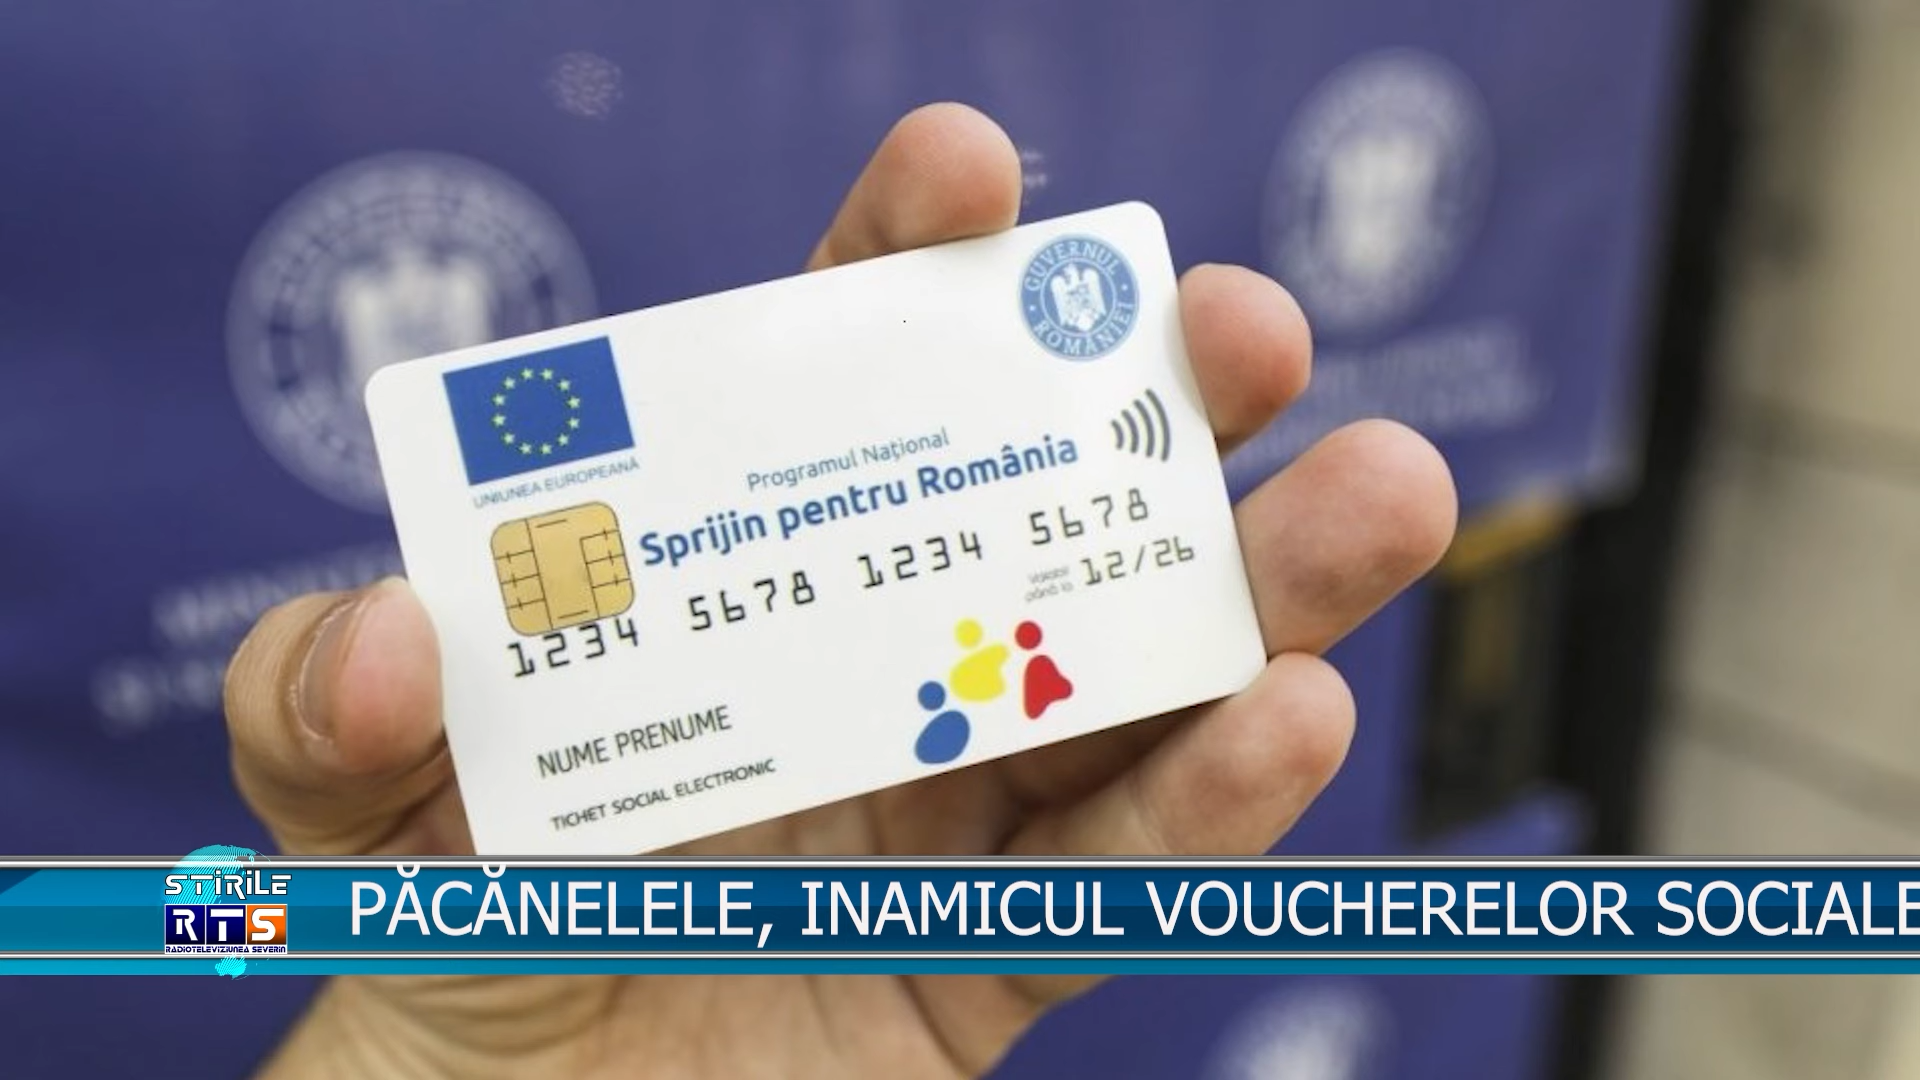 GUVERNUL ROMÂNIEI
UNIUNEA EUROPEANĂ
Programul Național
Sprijin pentru România
1234 5678 1234 5678
Valabil până la 12/26
NUME PRENUME
TICHET SOCIAL ELECTRONIC
STIRILE
RTS
RADIOTELEVIZIUNEA SEVERIN
PĂCĂNELELE, INAMICUL VOUCHERELOR SOCIALE